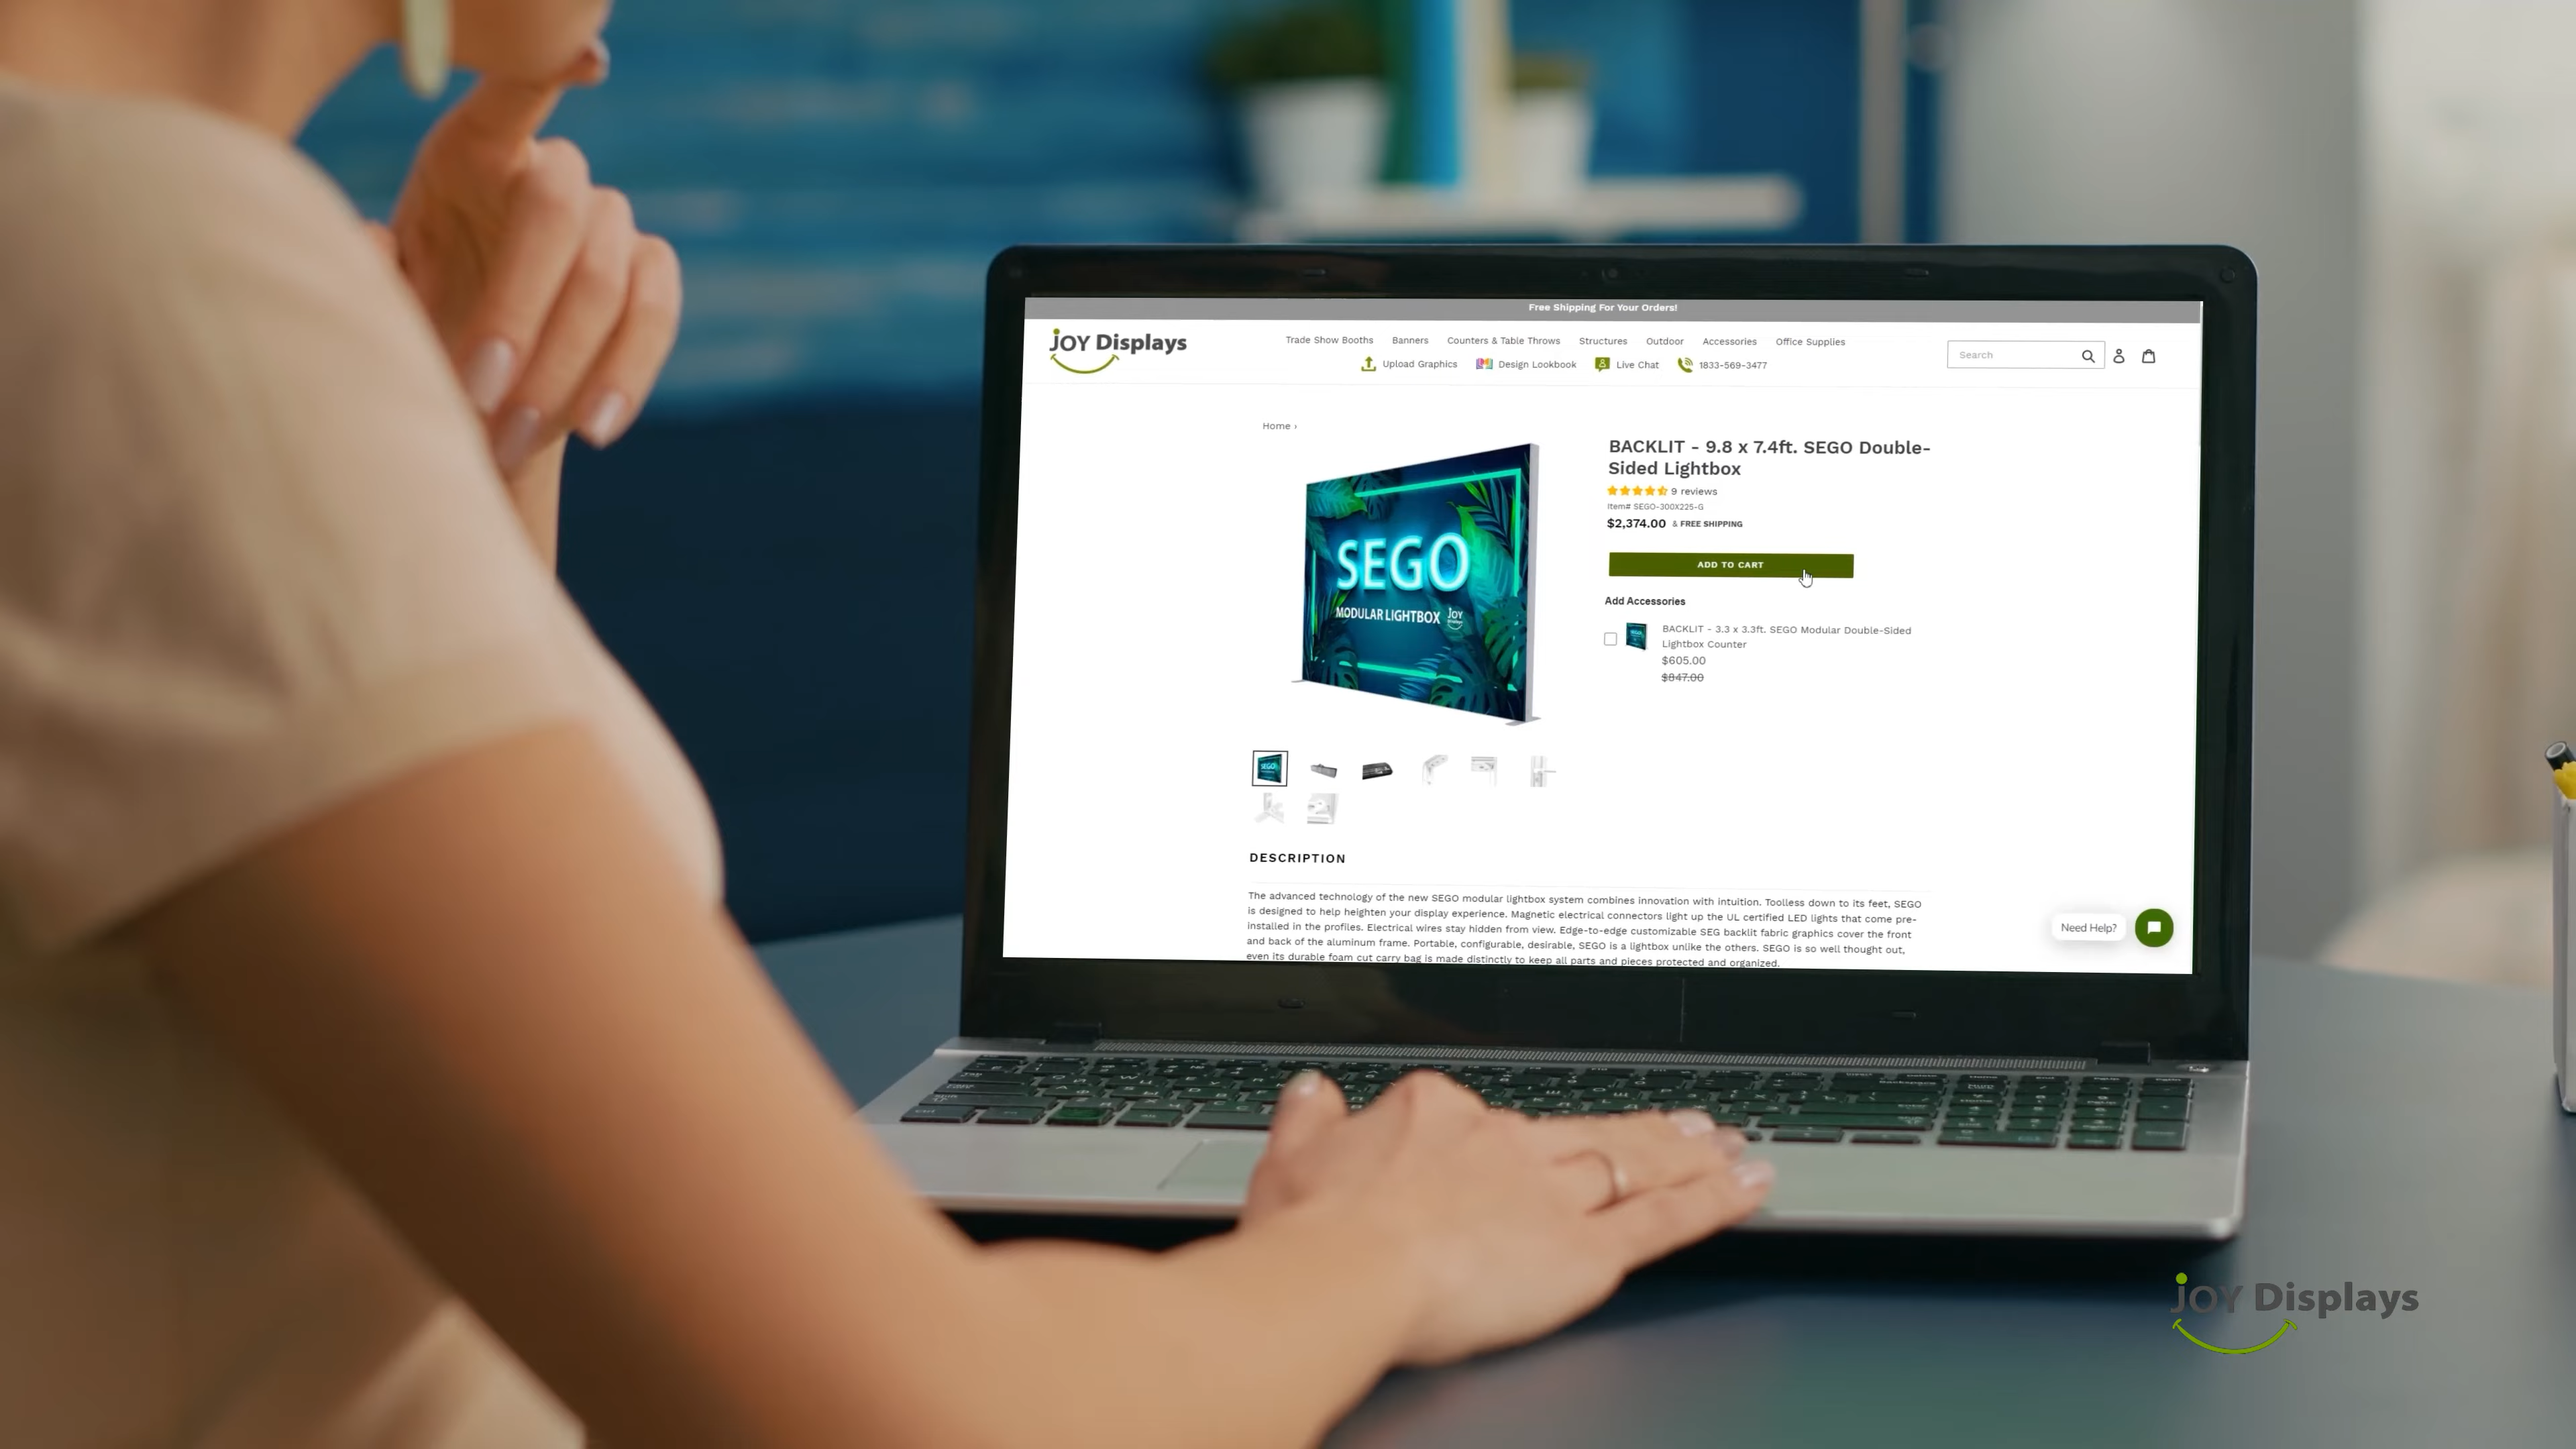 Free Shipping For Your Orders!
JOY Displays
Trade Show Booths Banners Counters & Table Throws Structures Outdoor Accessories Office Supplies
Upload Graphics Design Lookbook Live Chat 1833-569-3477
Search
Home ›
BACKLIT - 9.8 x 7.4ft. SEGO Double-
Sided Lightbox
9 reviews
Item# SEGO-300X225-G
$2,374.00 & FREE SHIPPING
ADD TO CART
SEGO
MODULAR LIGHTBOX JOY
Add Accessories
BACKLIT - 3.3 x 3.3ft. SEGO Modular Double-Sided
Lightbox Counter
$605.00
$847.00
DESCRIPTION
The advanced technology of the new SEGO modular lightbox system combines innovation with intuition. Toolless down to its feet, SEGO
is designed to help heighten your display experience. Magnetic electrical connectors light up the UL certified LED lights that come pre-
installed in the profiles. Electrical wires stay hidden from view. Edge-to-edge customizable SEG backlit fabric graphics cover the front
and back of the aluminum frame. Portable, configurable, desirable, SEGO is a lightbox unlike the others. SEGO is so well thought out,
even its durable foam cut carry bag is made distinctly to keep all parts and pieces protected and organized.
Need Help?
JOY Displays